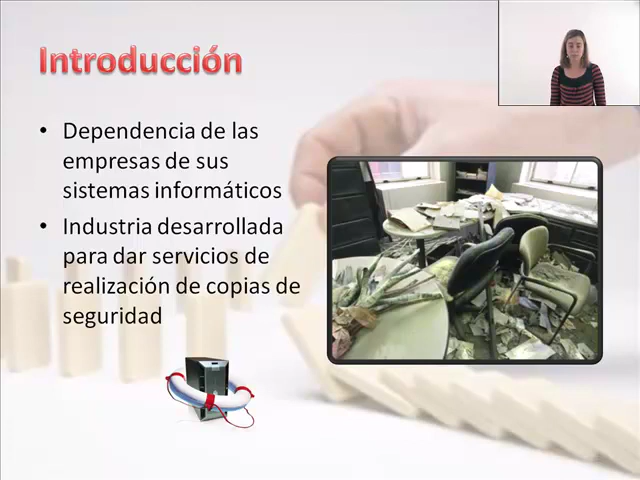 Introducción
• Dependencia de las
empresas de sus
sistemas informáticos
• Industria desarrollada
para dar servicios de
realización de copias de
seguridad